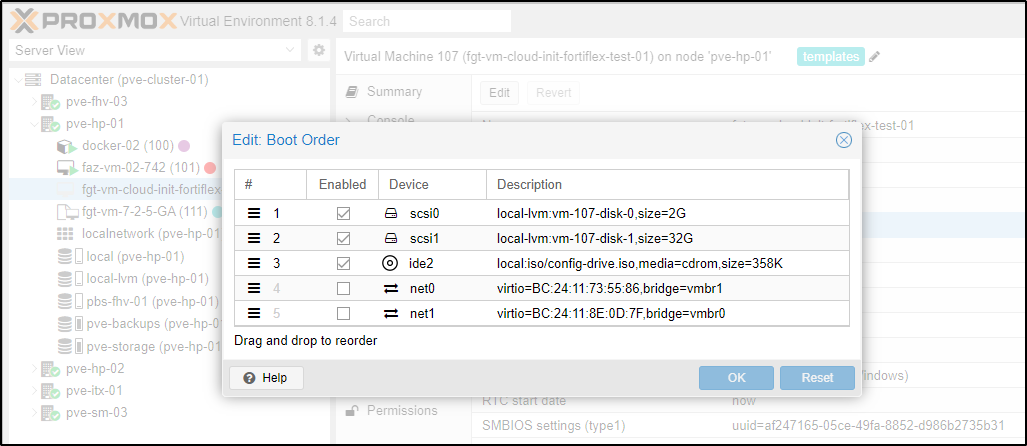 PROXMOX Virtual Environment 8.1.4 Search
Server View
Virtual Machine 107 (fgt-vm-cloud-init-fortiflex-test-01) on node 'pve-hp-01' templates
Datacenter (pve-cluster-01)
pve-fhv-03
pve-hp-01
docker-02 (100)
faz-vm-02-742 (101)
fgt-vm-cloud-init-fortiflex
fgt-vm-7-2-5-GA (111)
localnetwork (pve-hp-01)
local (pve-hp-01)
local-lvm (pve-hp-01)
pbs-fhv-01 (pve-hp-01)
pve-backups (pve-hp-01)
pve-storage (pve-hp-01)
pve-hp-02
pve-itx-01
pve-sm-03
Summary
Console
Permissions
Edit Revert
-test-01
Edit: Boot Order
# Enabled Device Description
1 scsi0 local-lvm:vm-107-disk-0,size=2G
2 scsi1 local-lvm:vm-107-disk-1,size=32G
3 ide2 local:iso/config-drive.iso,media=cdrom,size=358K
4 net0 virtio=BC:24:11:73:55:86,bridge=vmbr1
5 net1 virtio=BC:24:11:8E:0D:7F,bridge=vmbr0
Drag and drop to reorder
Help OK Reset
RTC start date now
SMBIOS settings (type1) uuid=af247165-05ce-49fa-8852-d986b2735b31